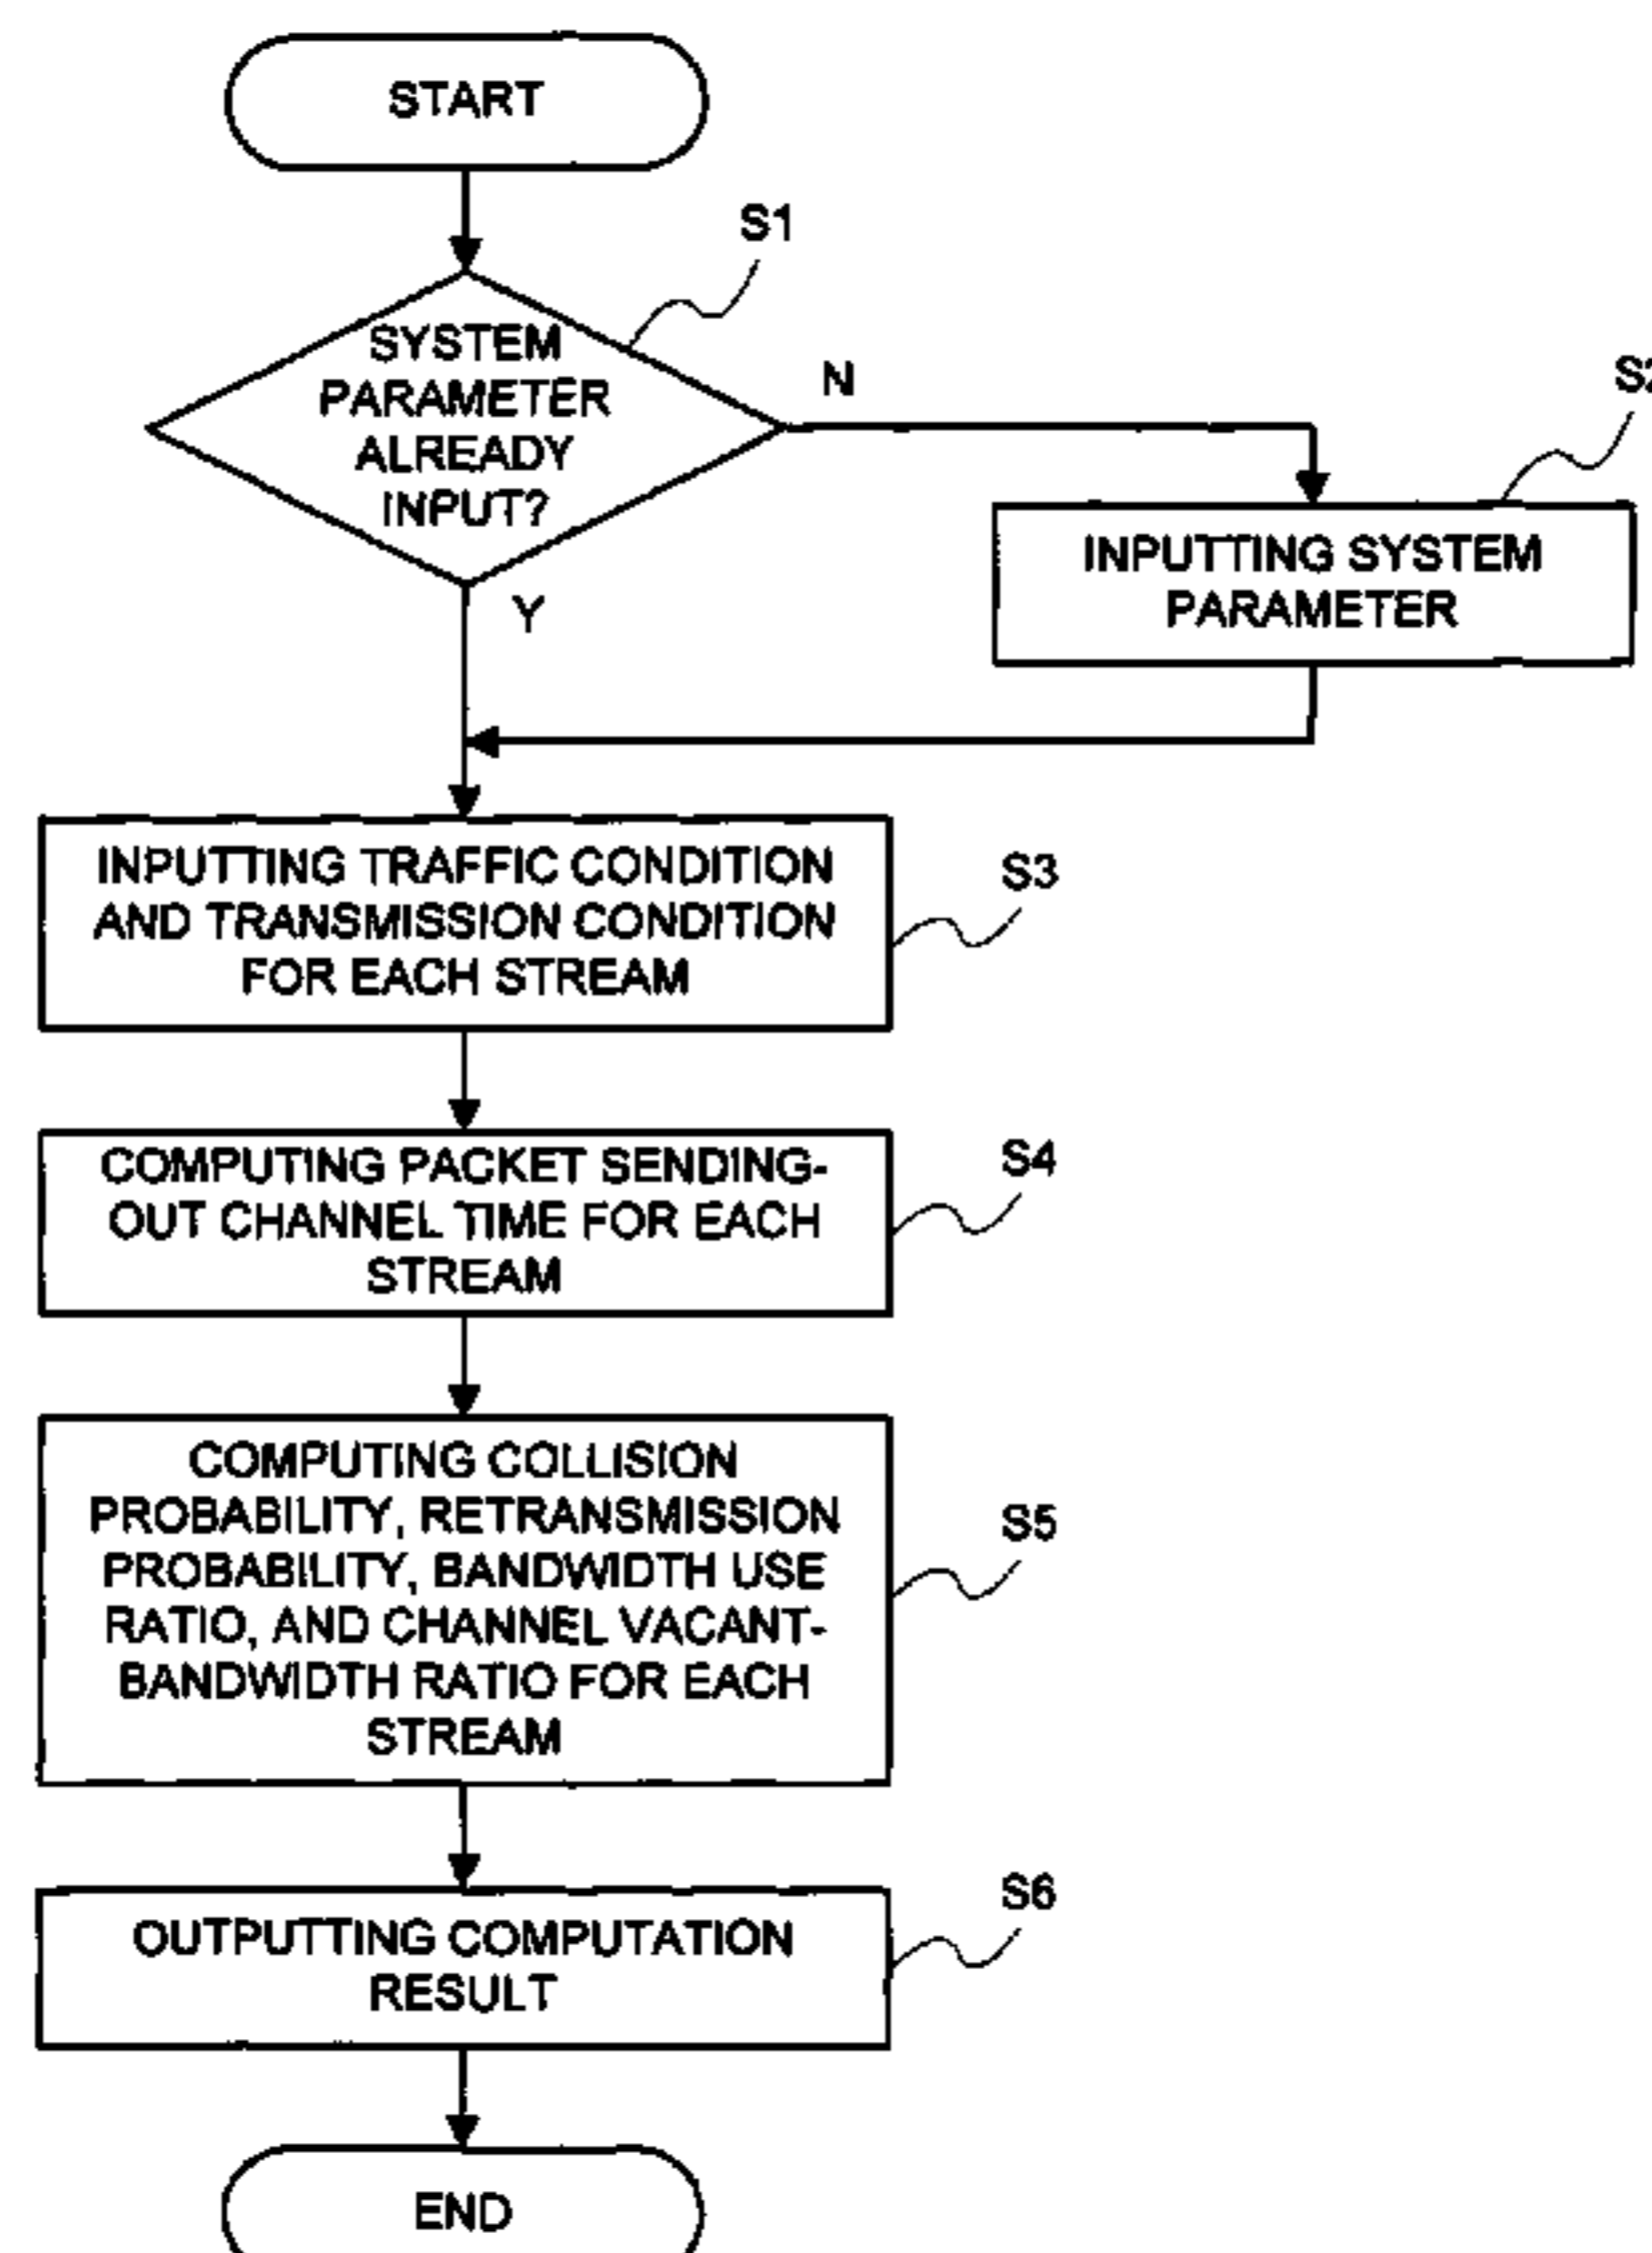 START
S1
SYSTEM
PARAMETER
ALREADY
INPUT?
N
Y
S2
INPUTTING SYSTEM
PARAMETER
INPUTTING TRAFFIC CONDITION
AND TRANSMISSION CONDITION
FOR EACH STREAM
S3
COMPUTING PACKET SENDING-
OUT CHANNEL TIME FOR EACH
STREAM
S4
COMPUTING COLLISION
PROBABILITY, RETRANSMISSION
PROBABILITY, BANDWIDTH USE
RATIO, AND CHANNEL VACANT-
BANDWIDTH RATIO FOR EACH
STREAM
S5
OUTPUTTING COMPUTATION
RESULT
S6
END